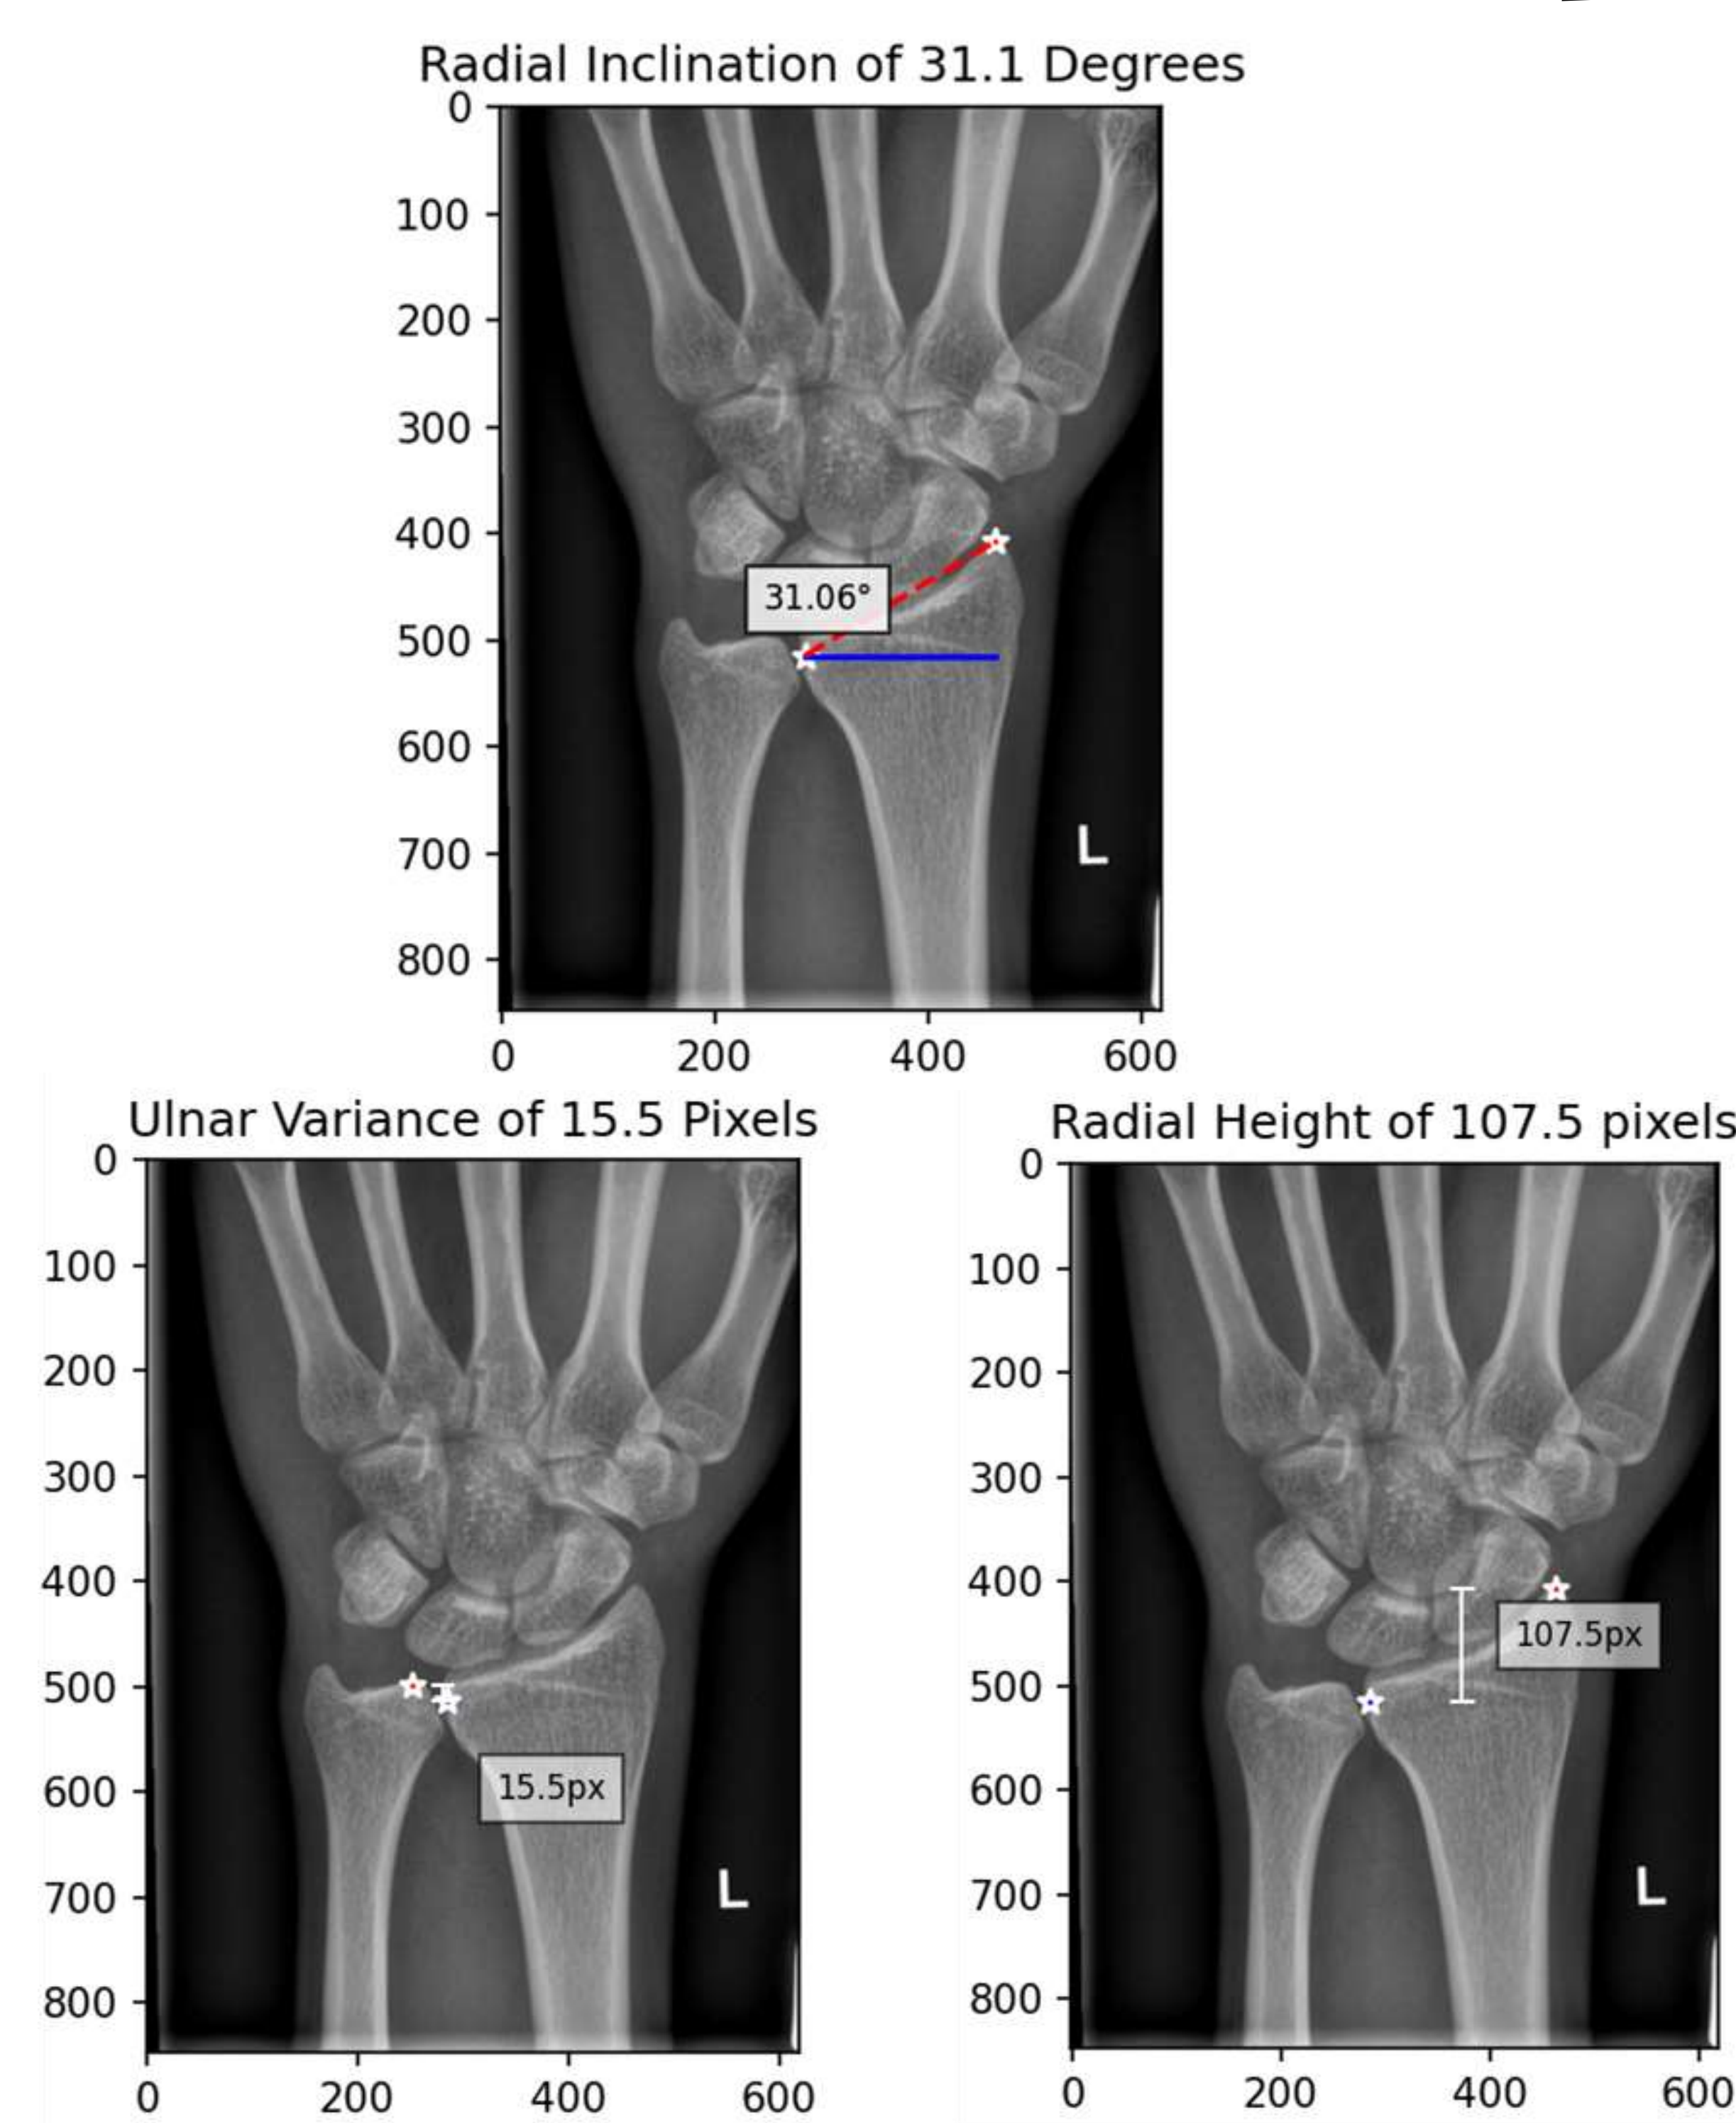 Radial Inclination of 31.1 Degrees
0
100
200
300
400
500
600
700
800
31.06°
L
0 200 400 600
Ulnar Variance of 15.5 Pixels
0
100
200
300
400
500
600
700
800
15.5px
L
0 200 400 600
Radial Height of 107.5 pixels
0
100
200
300
400
500
600
700
800
107.5px
L
0 200 400 600